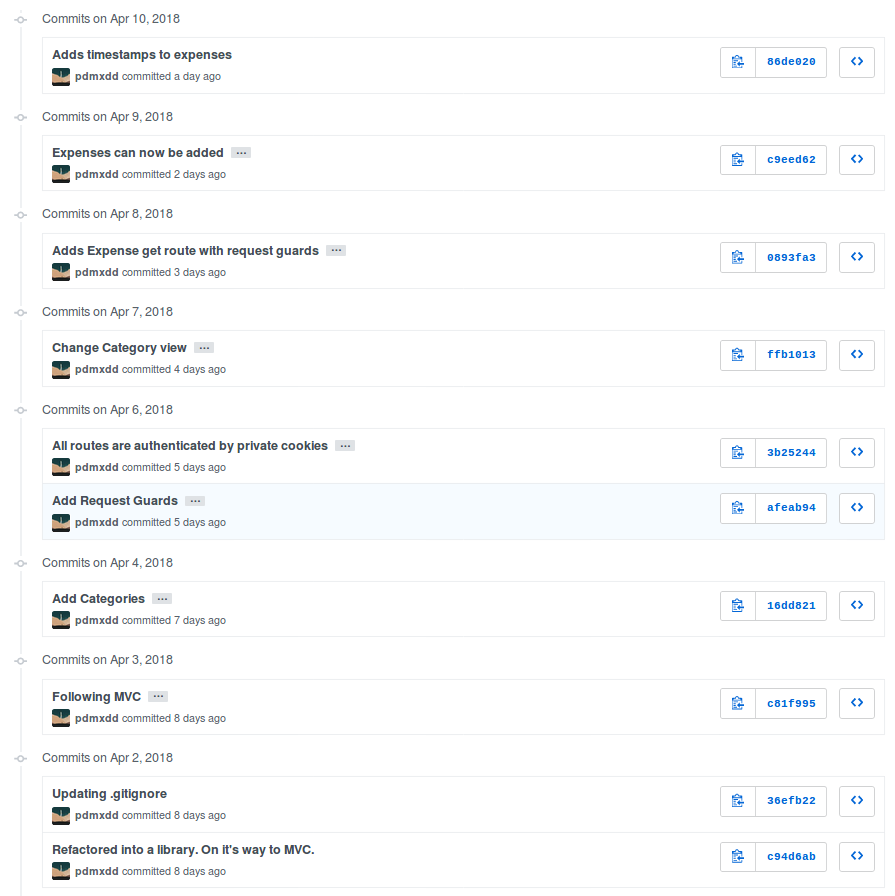 Commits on Apr 10, 2018
Adds timestamps to expenses
pdmxdd committed a day ago
86de020
Commits on Apr 9, 2018
Expenses can now be added ...
pdmxdd committed 2 days ago
c9eed62
Commits on Apr 8, 2018
Adds Expense get route with request guards ...
pdmxdd committed 3 days ago
0893fa3
Commits on Apr 7, 2018
Change Category view ...
pdmxdd committed 4 days ago
ffb1013
Commits on Apr 6, 2018
All routes are authenticated by private cookies ...
pdmxdd committed 5 days ago
3b25244
Add Request Guards ...
pdmxdd committed 5 days ago
afeab94
Commits on Apr 4, 2018
Add Categories ...
pdmxdd committed 7 days ago
16dd821
Commits on Apr 3, 2018
Following MVC ...
pdmxdd committed 8 days ago
c81f995
Commits on Apr 2, 2018
Updating .gitignore
pdmxdd committed 8 days ago
36efb22
Refactored into a library. On it's way to MVC.
pdmxdd committed 8 days ago
c94d6ab